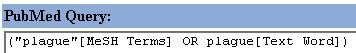 PubMed Query:
("plague"[MeSH Terms] OR plague[Text Word])